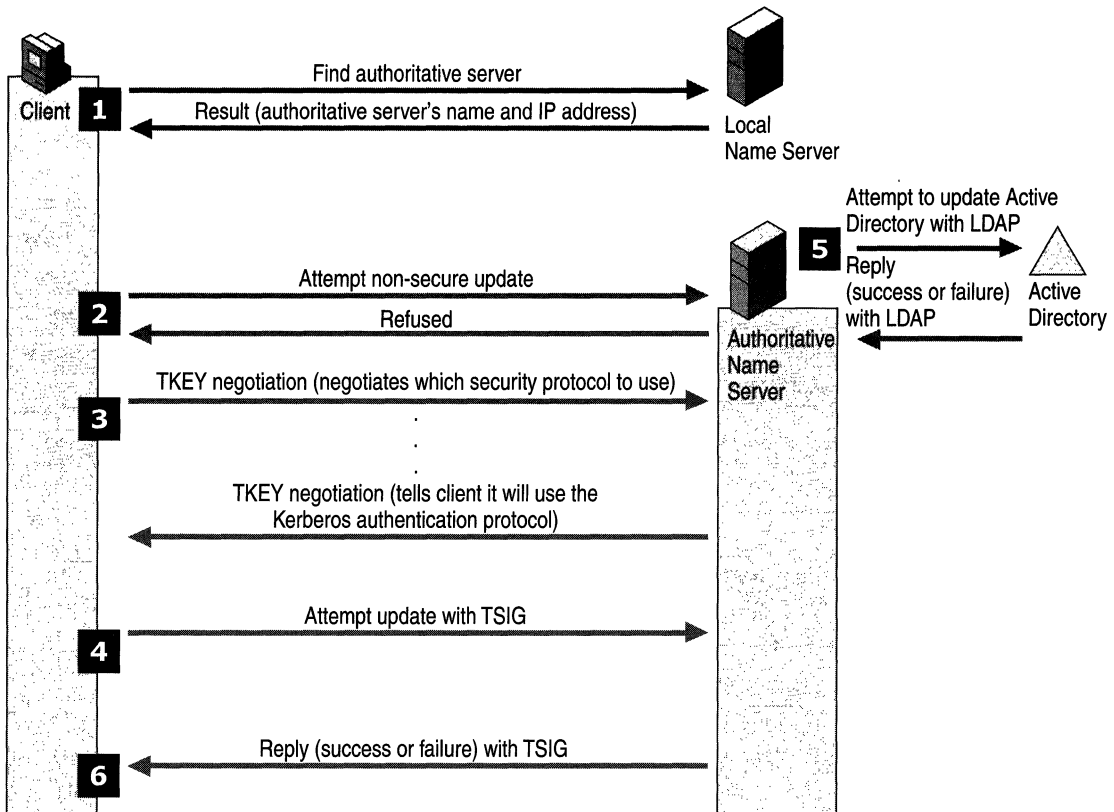 Find authoritative server
Client
1
Result (authoritative server's name and IP address)
Local
Name Server
Attempt to update Active
Directory with LDAP
5
Reply
(success or failure)
with LDAP
Active
Directory
Attempt non-secure update
2
Refused
Authoritative
Name
Server
TKEY negotiation (negotiates which security protocol to use)
3
.
.
.
TKEY negotiation (tells client it will use the
Kerberos authentication protocol)
Attempt update with TSIG
4
Reply (success or failure) with TSIG
6